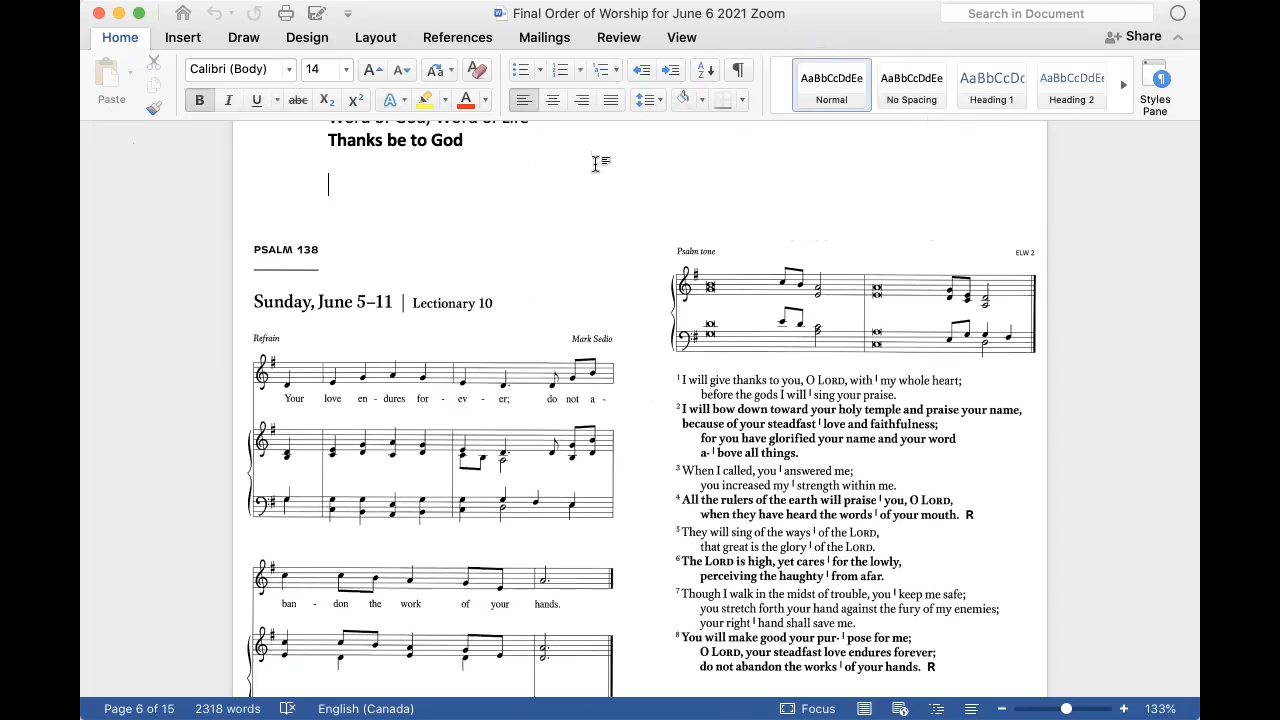 Final Order of Worship for June 6 2021 Zoom
Search in Document
Home Insert Draw Design Layout References Mailings Review View
Share
Paste
Calibri (Body) 14
AaBbCcDdEe AaBbCcDdEe AaBbCcDc AaBbCcDdEe
Normal No Spacing Heading 1 Heading 2
Styles
Pane
Word of God, Word of Life
Thanks be to God
PSALM 138
Sunday, June 5–11 | Lectionary 10
Refrain Mark Sedio
Your love en - dures for - ev - er; do not a -
ban - don the work of your hands.
Psalm tone ELW 2
1 I will give thanks to you, O LORD, with | my whole heart;
before the gods I will | sing your praise.
2 I will bow down toward your holy temple and praise your name,
because of your steadfast | love and faithfulness;
for you have glorified your name and your word
a- | bove all things.
3 When I called, you | answered me;
you increased my | strength within me.
4 All the rulers of the earth will praise | you, O LORD,
when they have heard the words | of your mouth. R
5 They will sing of the ways | of the LORD,
that great is the glory | of the LORD.
6 The LORD is high, yet cares | for the lowly,
perceiving the haughty | from afar.
7 Though I walk in the midst of trouble, you | keep me safe;
you stretch forth your hand against the fury of my enemies;
your right | hand shall save me.
8 You will make good your pur- | pose for me;
O LORD, your steadfast love endures forever;
do not abandon the works | of your hands. R
Page 6 of 15 2318 words English (Canada) Focus 133%